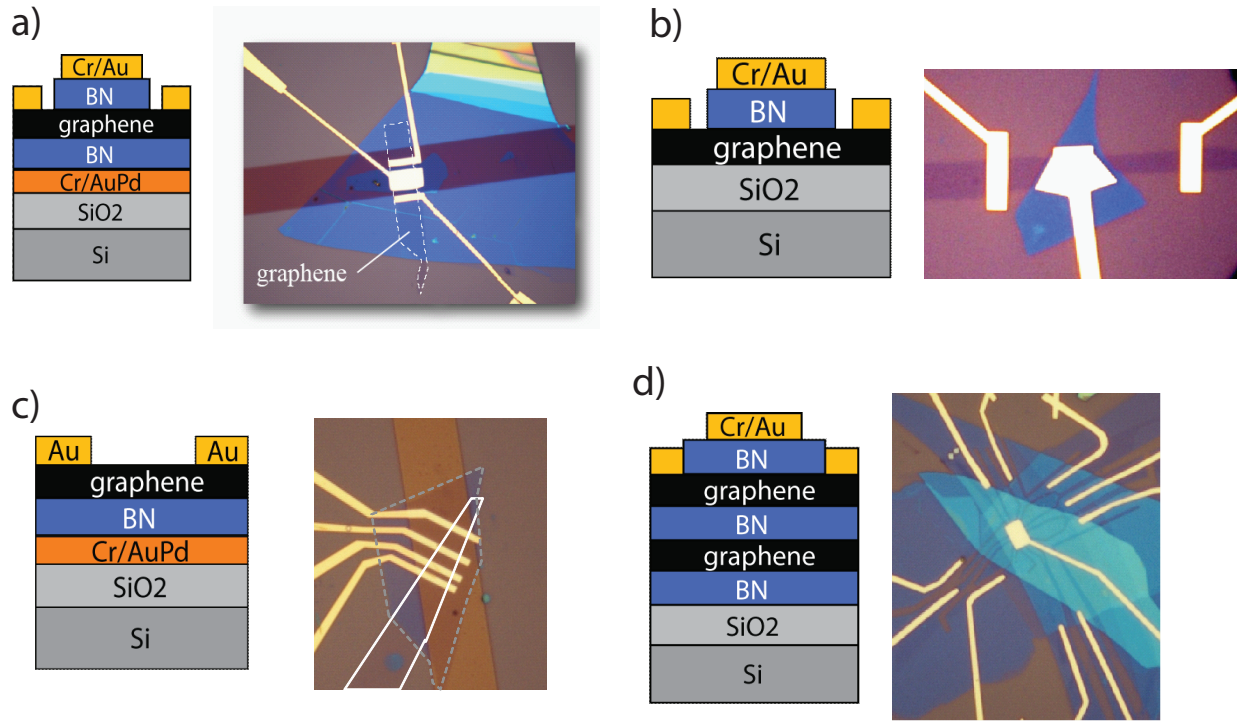 a)
Cr/Au
BN
graphene
BN
Cr/AuPd
SiO2
Si
graphene
b)
Cr/Au
BN
graphene
SiO2
Si
c)
Au
Au
graphene
BN
Cr/AuPd
SiO2
Si
d)
Cr/Au
BN
graphene
BN
graphene
BN
SiO2
Si